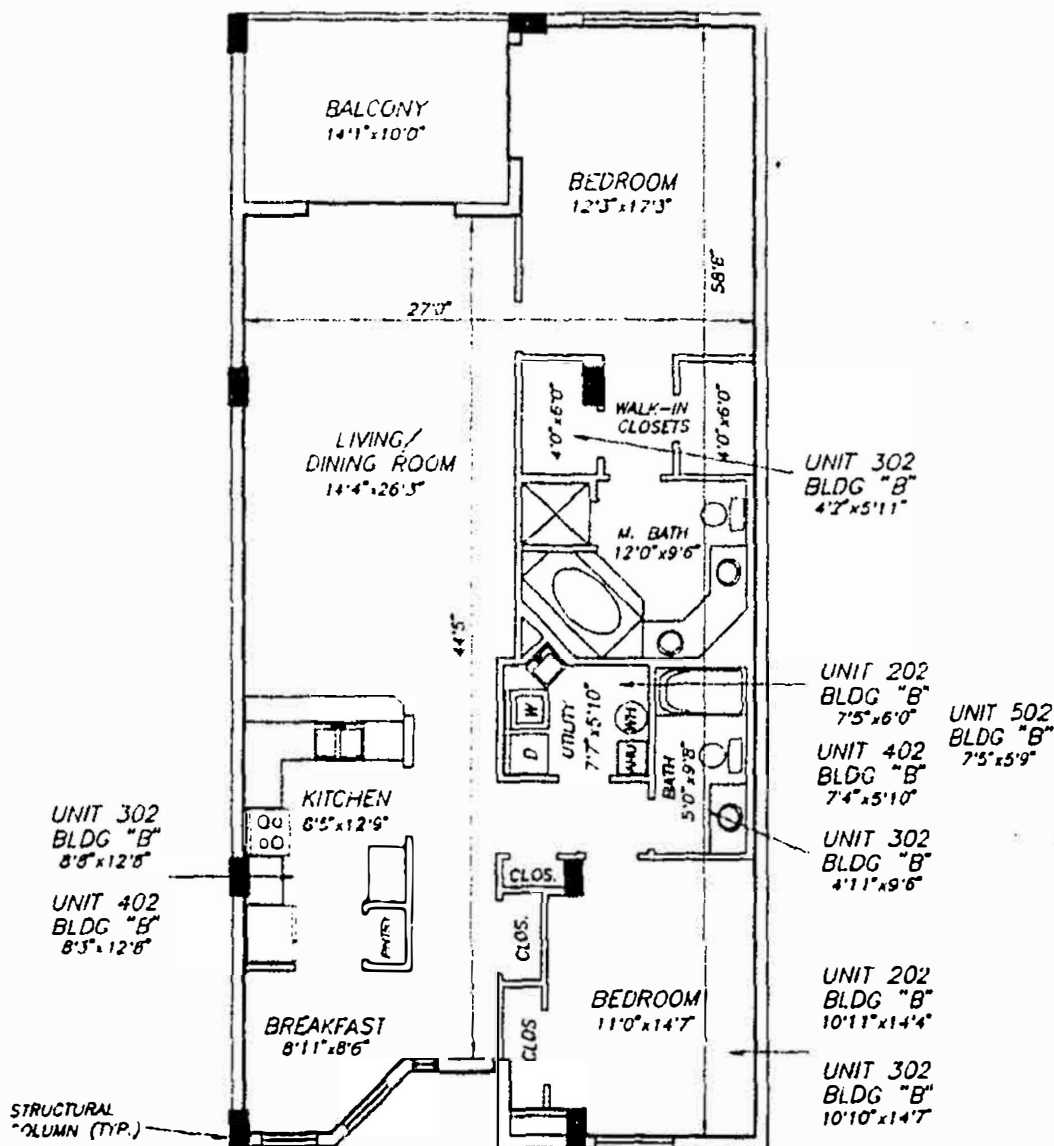 BALCONY
14'1"x10'0"
BEDROOM
12'3"x17'3"
58'8"
27'0"
LIVING/
DINING ROOM
14'4"x26'3"
4'0"x6'0"
WALK-IN
CLOSETS
4'0"x6'0"
UNIT 302
BLDG "B"
4'2"x5'11"
M. BATH
12'0"x9'6"
44'5"
W
D
UTILITY
7'7"x5'10"
WH
AHU
BATH
5'0"x9'8"
UNIT 202
BLDG "B"
7'5"x6'0"
UNIT 402
BLDG "B"
7'4"x5'10"
UNIT 502
BLDG "B"
7'5"x5'9"
UNIT 302
BLDG "B"
4'11"x9'6"
KITCHEN
8'5"x12'9"
UNIT 302
BLDG "B"
8'8"x12'8"
UNIT 402
BLDG "B"
8'3"x12'8"
PNTRY
CLOS.
CLOS.
CLOS
BREAKFAST
8'11"x8'6"
BEDROOM
11'0"x14'7"
UNIT 202
BLDG "B"
10'11"x14'4"
UNIT 302
BLDG "B"
10'10"x14'7"
STRUCTURAL
COLUMN (TYP.)